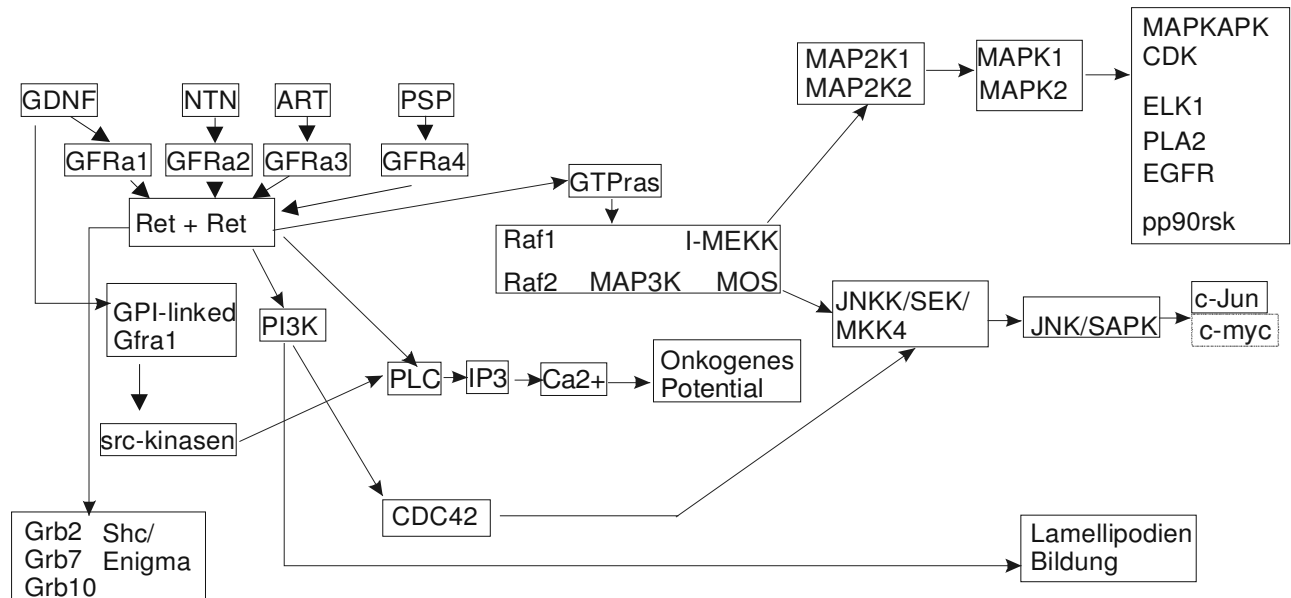 MAPKAPK
CDK
ELK1
PLA2
EGFR
pp90rsk
MAP2K1
MAP2K2
MAPK1
MAPK2
GDNF
NTN
ART
PSP
GFRa1
GFRa2
GFRa3
GFRa4
GTPras
Ret + Ret
Raf1 I-MEKK
Raf2 MAP3K MOS
GPI-linked
Gfra1
PI3K
JNKK/SEK/
MKK4
JNK/SAPK
c-Jun
c-myc
PLC
IP3
Ca2+
Onkogenes
Potential
src-kinasen
CDC42
Grb2 Shc/
Grb7 Enigma
Grb10
Lamellipodien
Bildung